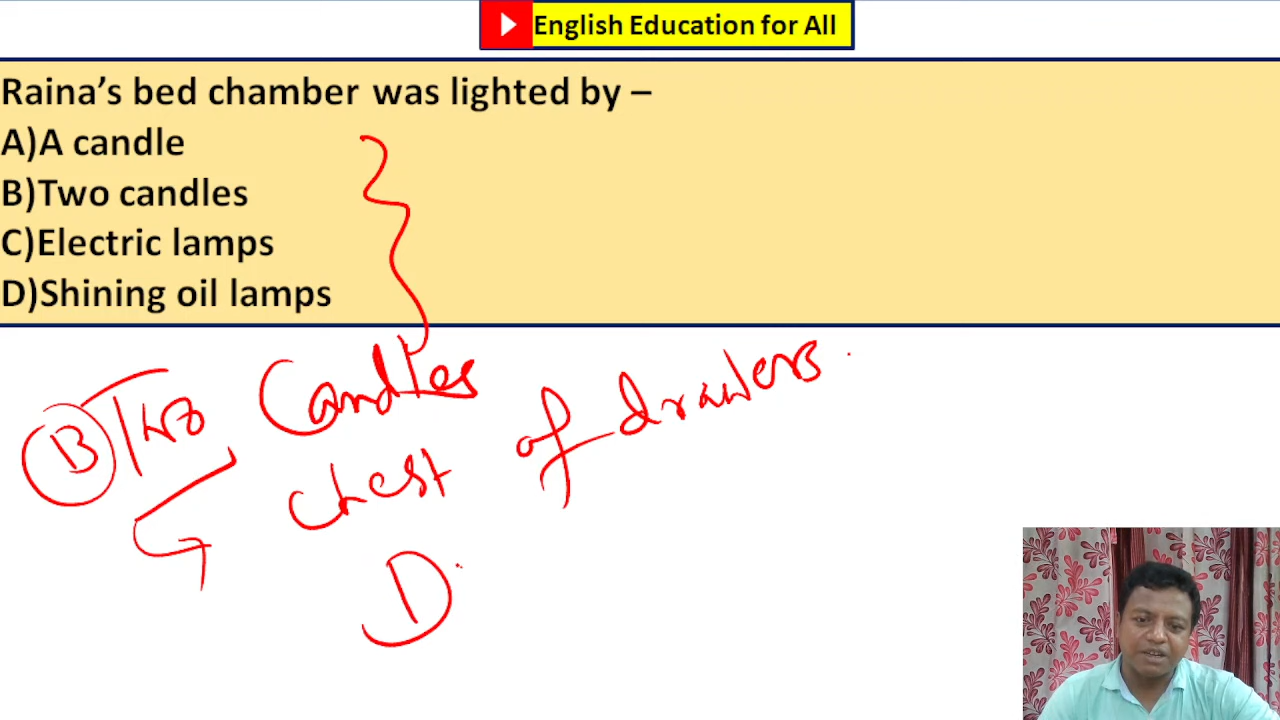 English Education for All
Raina's bed chamber was lighted by –
A)A candle
B)Two candles
C)Electric lamps
D)Shining oil lamps
B Two Candles
chest of drawers.
D